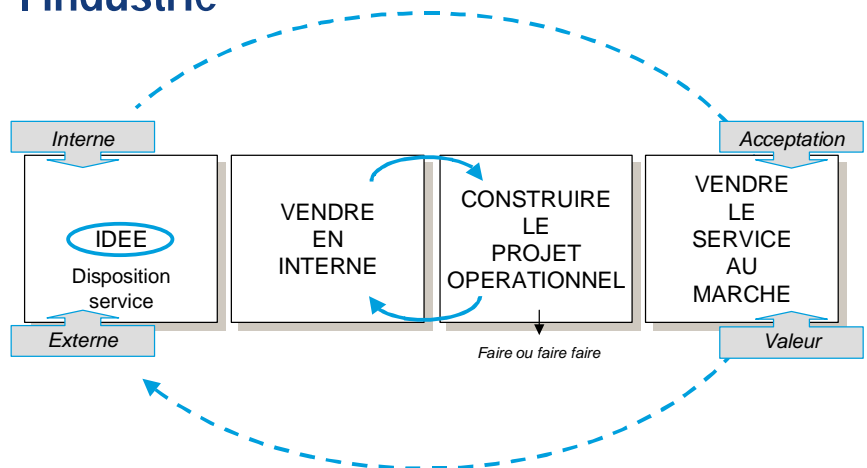 l'industrie
Interne
Acceptation
IDEE
Disposition
service
VENDRE
EN
INTERNE
CONSTRUIRE
LE
PROJET
OPERATIONNEL
VENDRE
LE
SERVICE
AU
MARCHE
Externe
Faire ou faire faire
Valeur